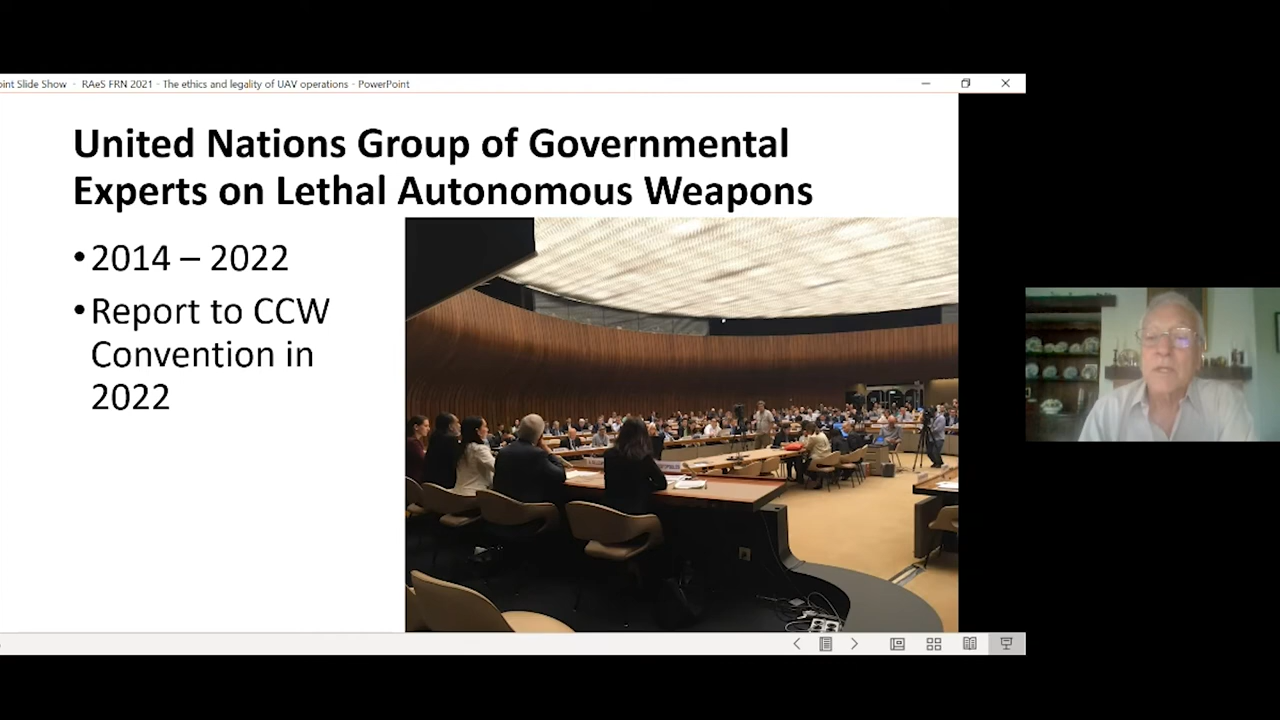 int Slide Show - RAeS FRN 2021 - The ethics and legality of UAV operations - PowerPoint
United Nations Group of Governmental
Experts on Lethal Autonomous Weapons
•2014 – 2022
•Report to CCW
Convention in
2022